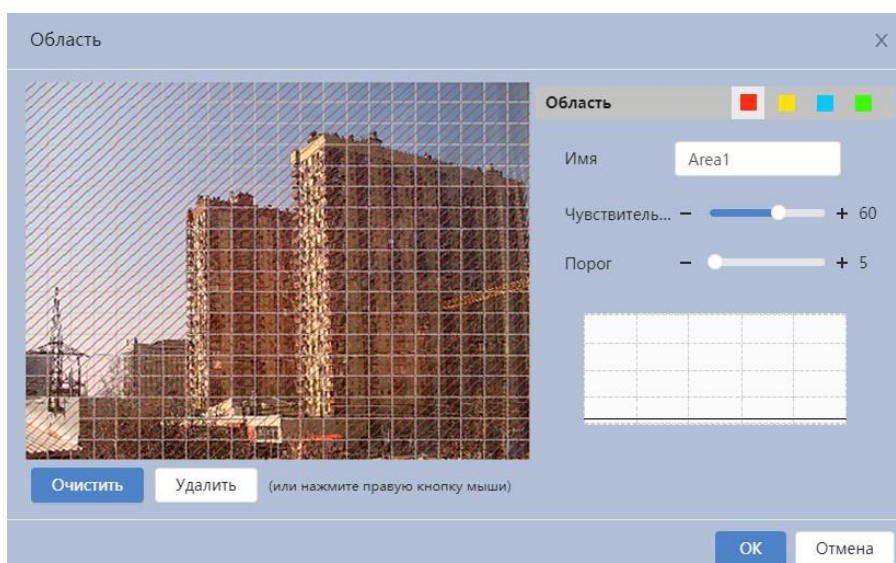 Область
X
Область
Имя
Area1
Чувствитель... − + 60
Порог − + 5
Очистить
Удалить
(или нажмите правую кнопку мыши)
OK
Отмена